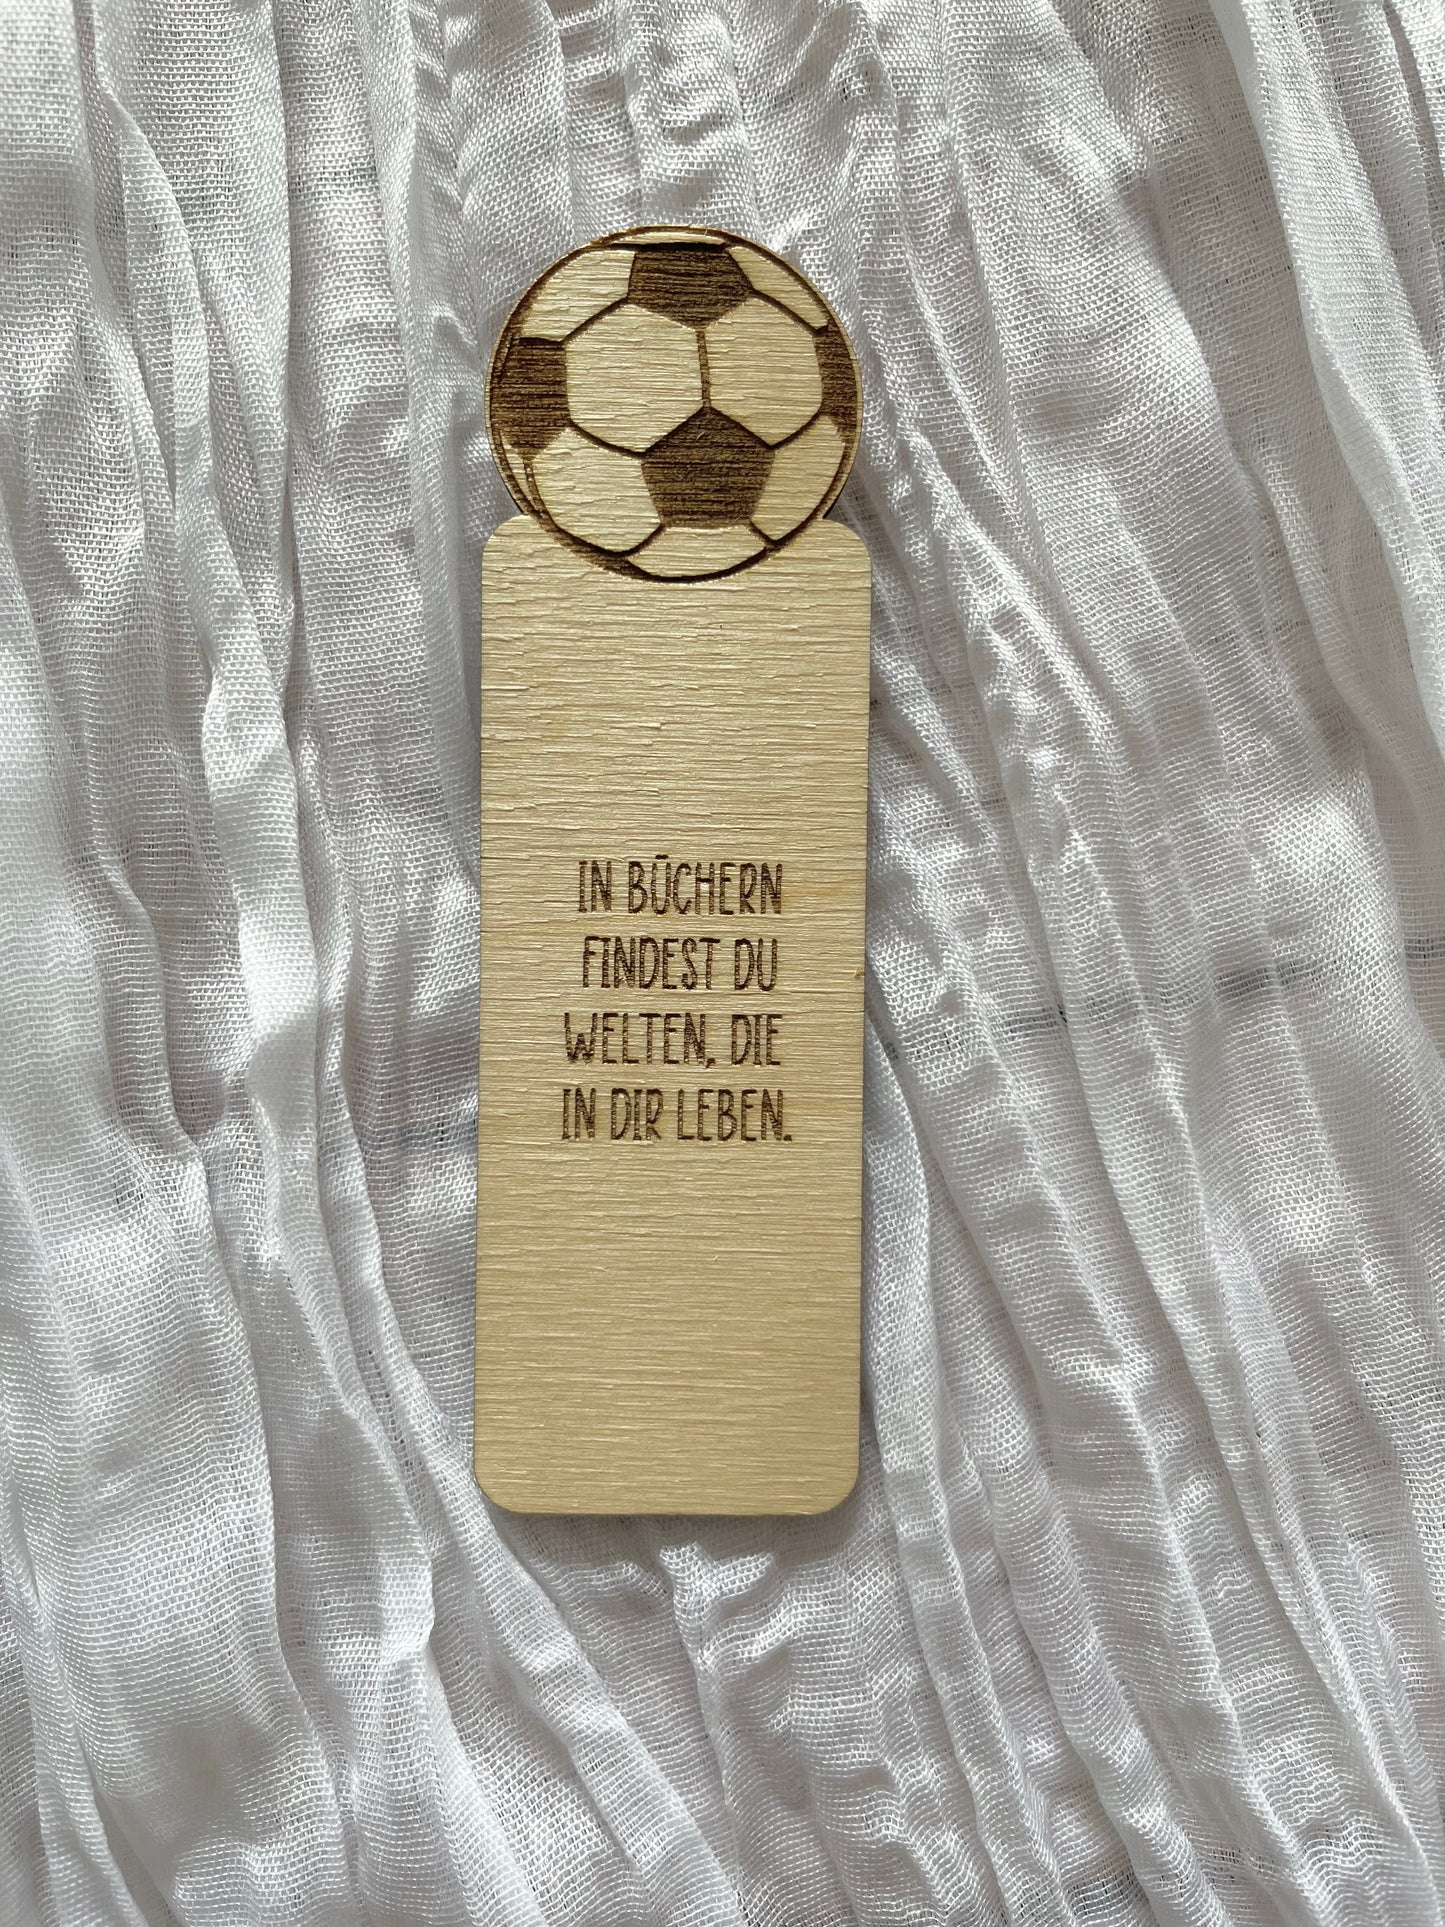 IN BÜCHERN
FINDEST DU
WELTEN, DIE
IN DIR LEBEN.